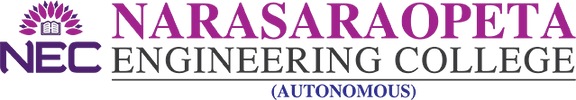 NEC
NARASARAOPETA
ENGINEERING COLLEGE
(AUTONOMOUS)